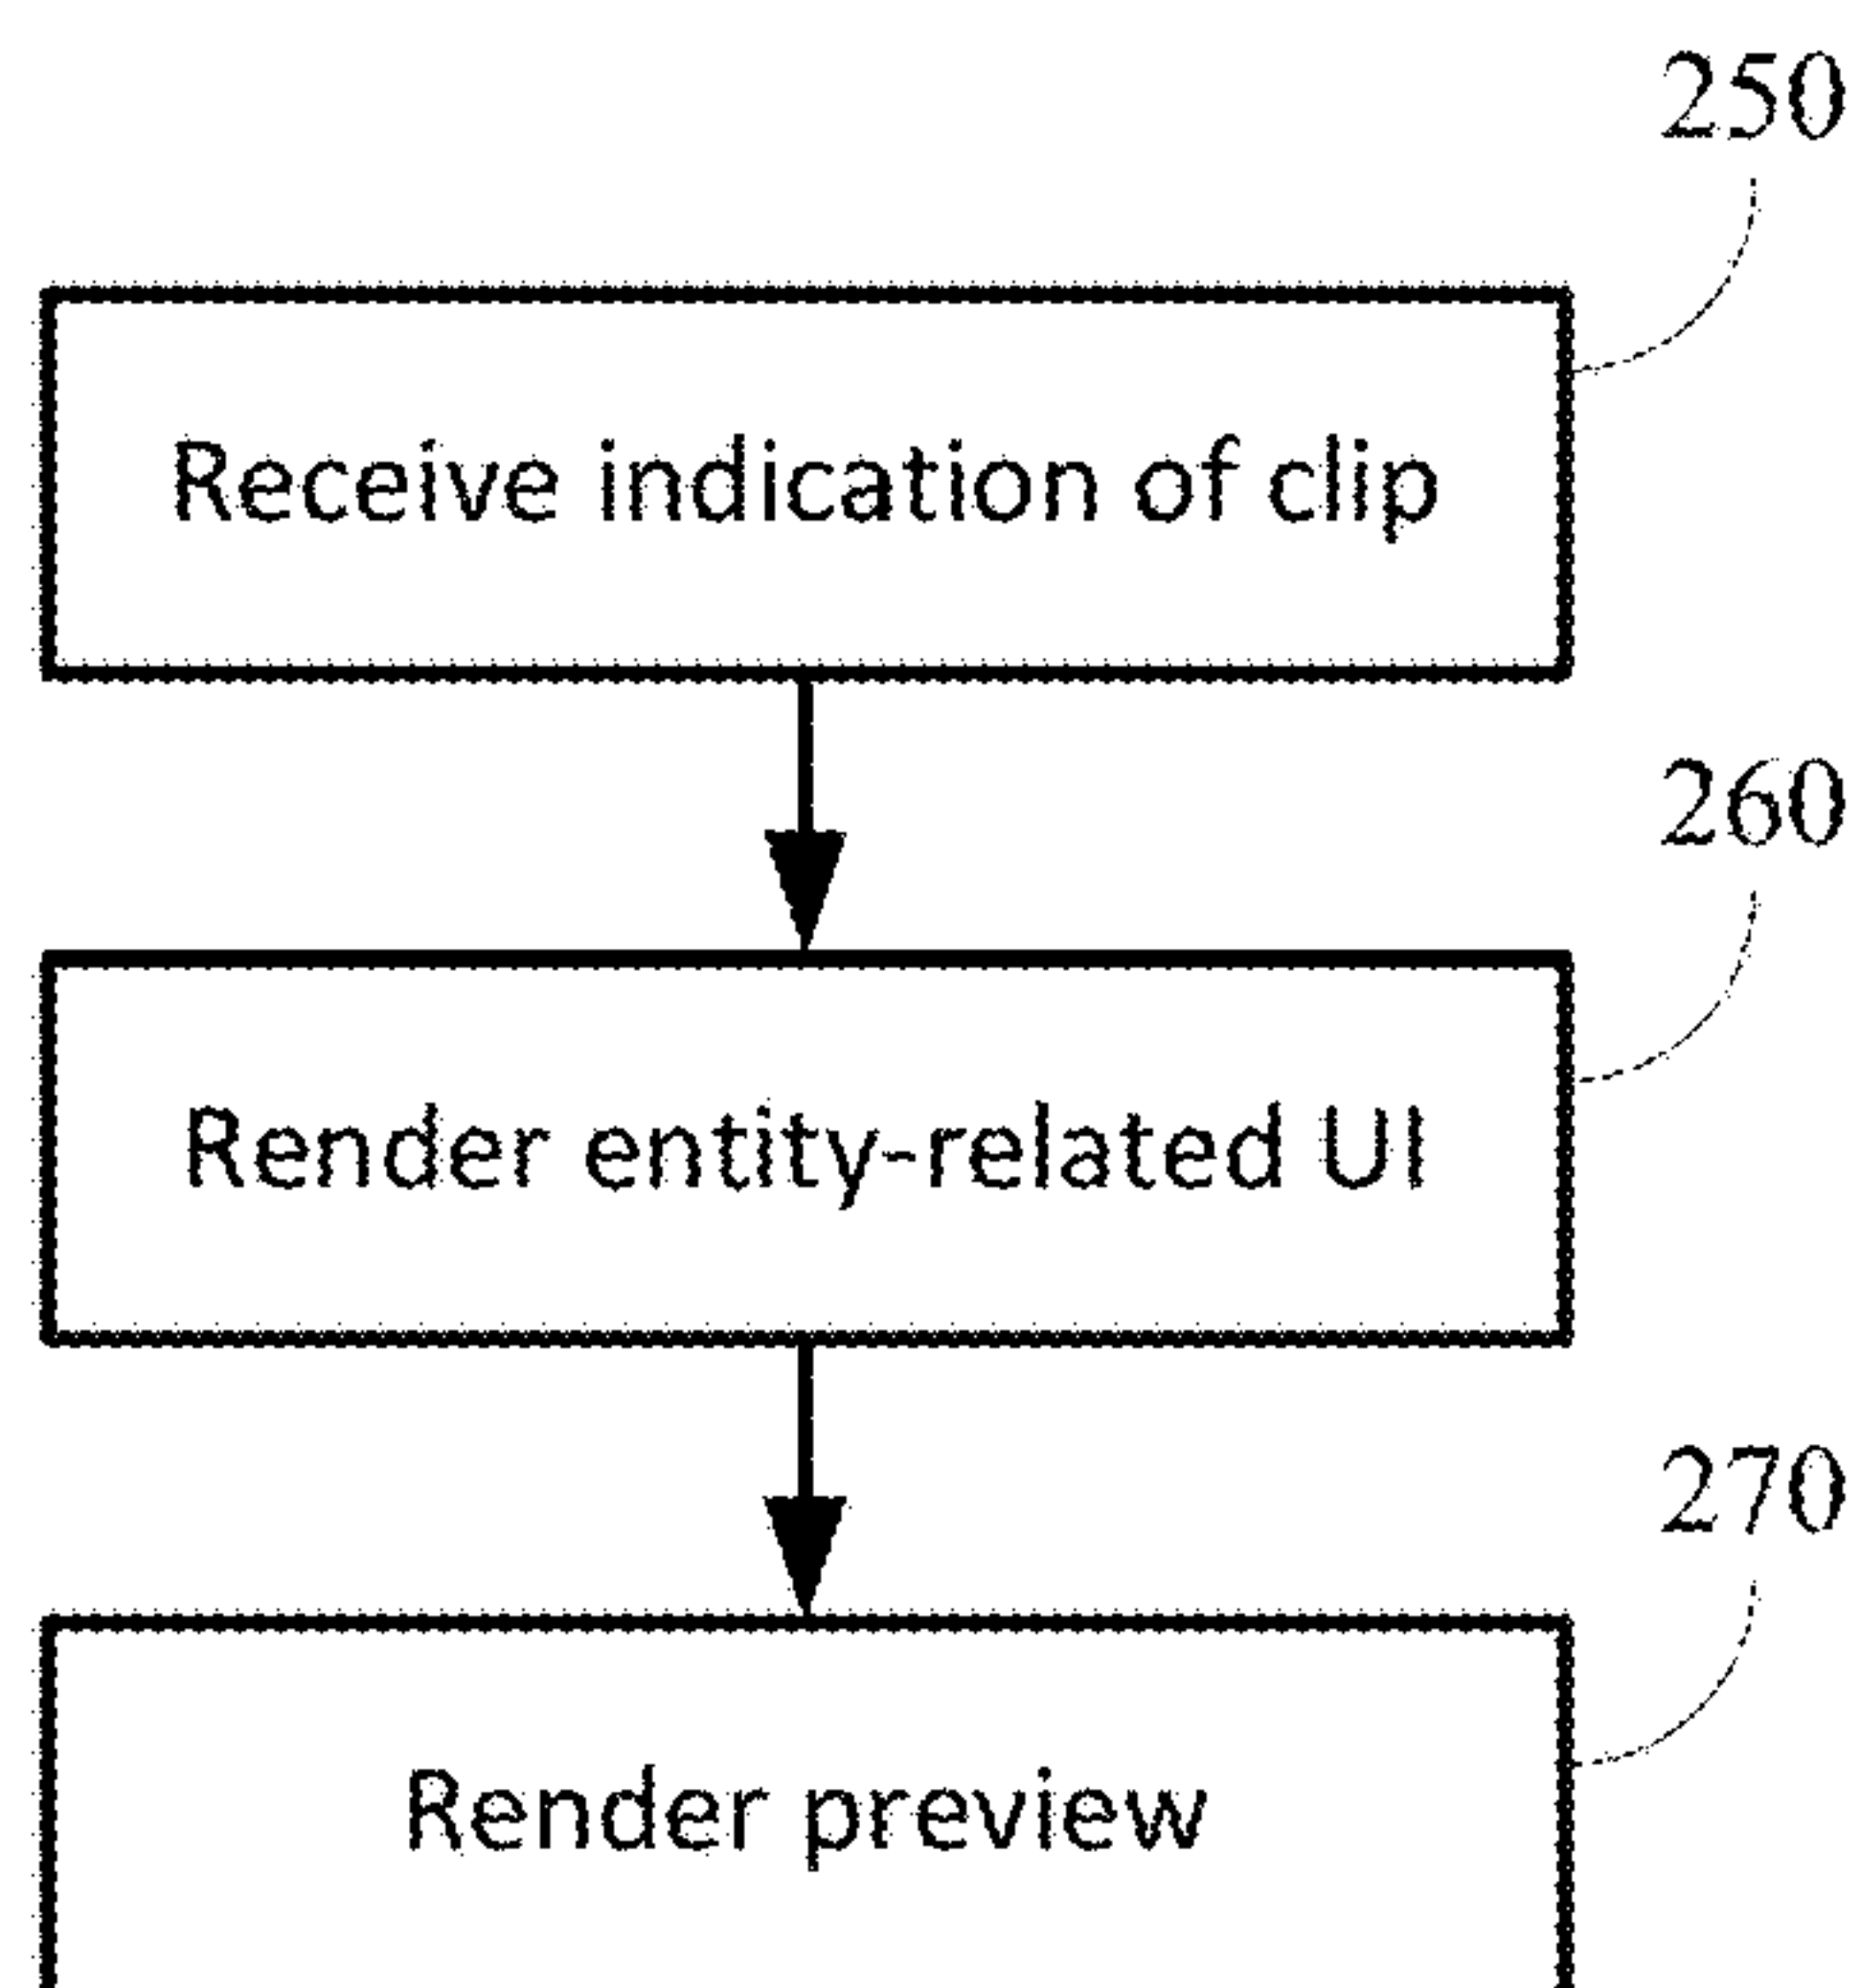 250
Receive indication of clip
260
Render entity-related UI
270
Render preview